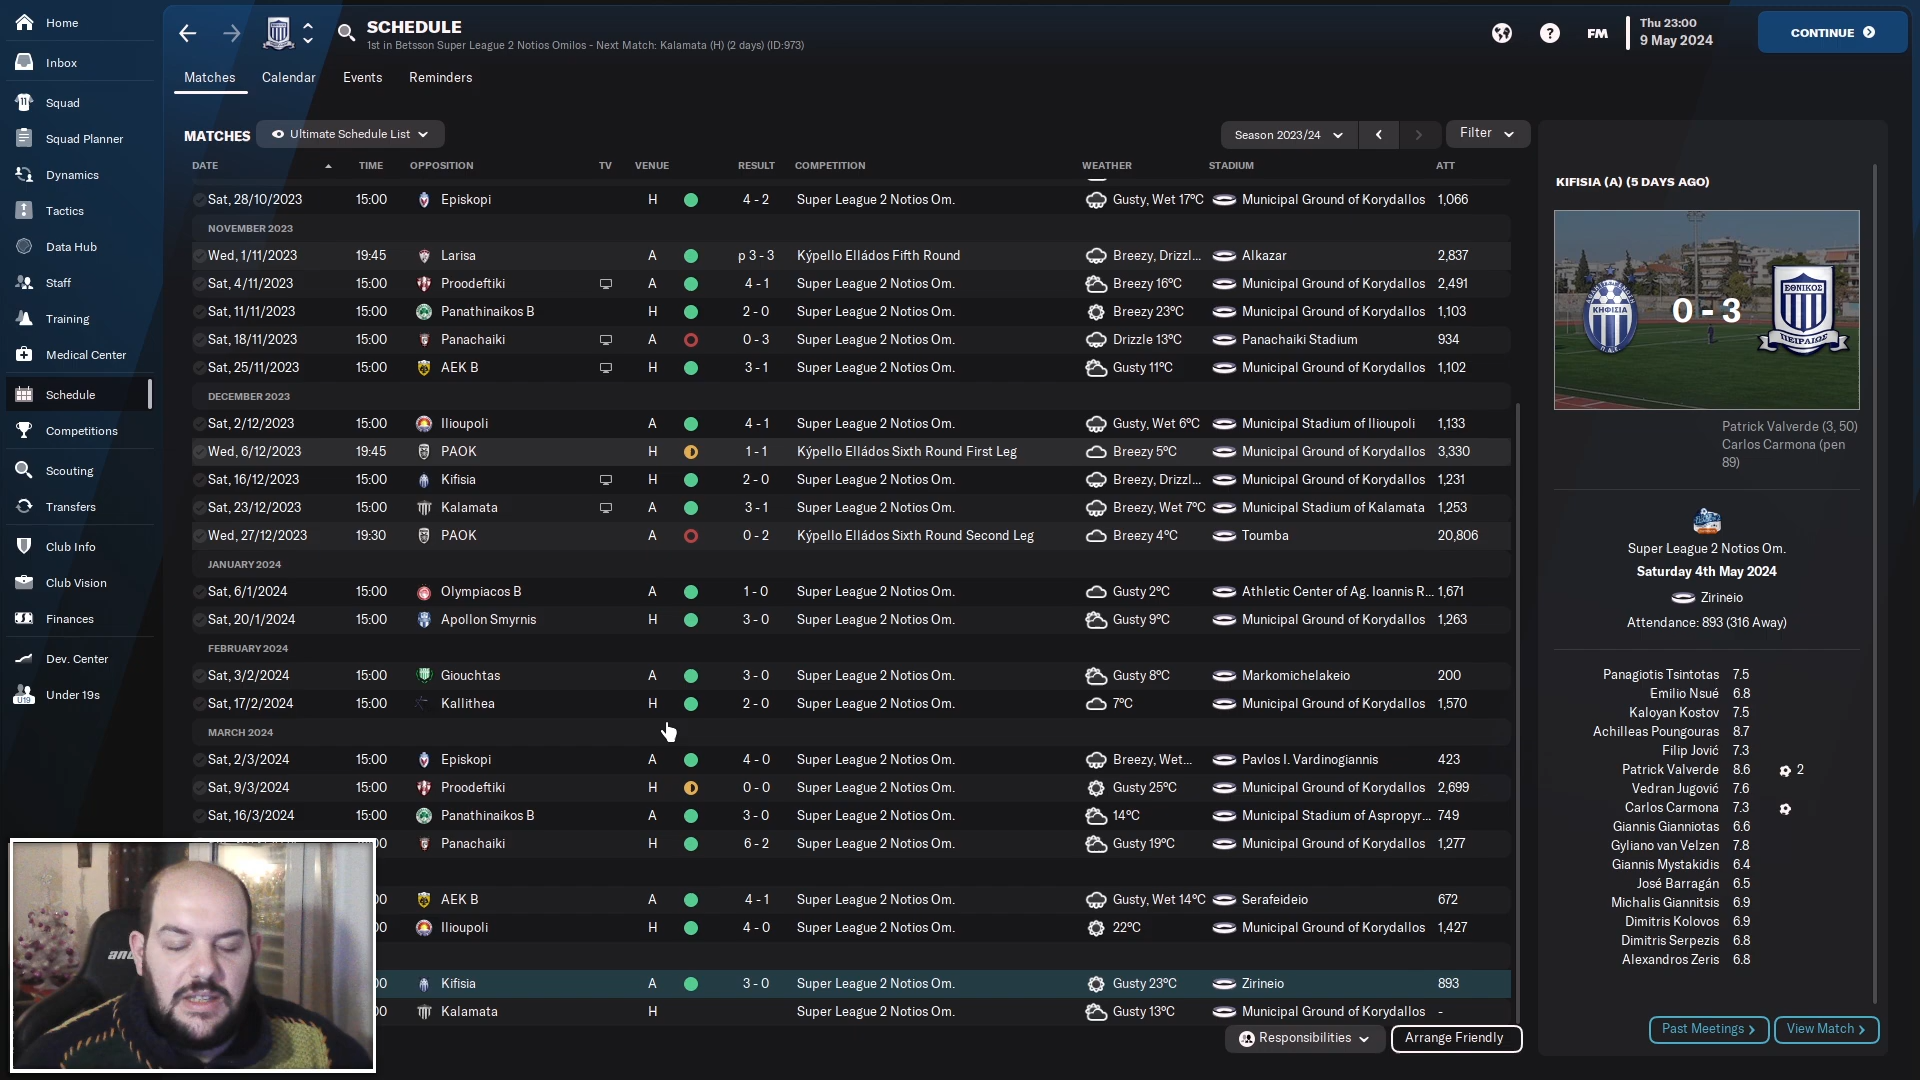 Home
Inbox
Squad
Squad Planner
Dynamics
Tactics
Data Hub
Staff
Training
Medical Center
Schedule
Competitions
Scouting
Transfers
Club Info
Club Vision
Finances
Dev. Center
Under 19s
SCHEDULE
1st in Betsson Super League 2 Notios Omilos - Next Match: Kalamata (H) (2 days) (ID:973)
FM
Thu 23:00
9 May 2024
CONTINUE
Matches Calendar Events Reminders
MATCHES Ultimate Schedule List Season 2023/24 Filter
DATE TIME OPPOSITION TV VENUE RESULT COMPETITION WEATHER STADIUM ATT
Sat, 28/10/2023 15:00 Episkopi H 4 - 2 Super League 2 Notios Om. Gusty, Wet 17ºC Municipal Ground of Korydallos 1,066
NOVEMBER 2023
Wed, 1/11/2023 19:45 Larisa A p 3 - 3 Kýpello Elládos Fifth Round Breezy, Drizzl... Alkazar 2,837
Sat, 4/11/2023 15:00 Proodeftiki A 4 - 1 Super League 2 Notios Om. Breezy 16ºC Municipal Ground of Korydallos 2,491
Sat, 11/11/2023 15:00 Panathinaikos B H 2 - 0 Super League 2 Notios Om. Breezy 23ºC Municipal Ground of Korydallos 1,103
Sat, 18/11/2023 15:00 Panachaiki A 0 - 3 Super League 2 Notios Om. Drizzle 13ºC Panachaiki Stadium 934
Sat, 25/11/2023 15:00 AEK B H 3 - 1 Super League 2 Notios Om. Gusty 11ºC Municipal Ground of Korydallos 1,102
DECEMBER 2023
Sat, 2/12/2023 15:00 Ilioupoli A 4 - 1 Super League 2 Notios Om. Gusty, Wet 6ºC Municipal Stadium of Ilioupoli 1,133
Wed, 6/12/2023 19:45 PAOK H 1 - 1 Kýpello Elládos Sixth Round First Leg Breezy 5ºC Municipal Ground of Korydallos 3,330
Sat, 16/12/2023 15:00 Kifisia H 2 - 0 Super League 2 Notios Om. Breezy, Drizzl... Municipal Ground of Korydallos 1,231
Sat, 23/12/2023 15:00 Kalamata A 3 - 1 Super League 2 Notios Om. Breezy, Wet 7ºC Municipal Stadium of Kalamata 1,253
Wed, 27/12/2023 19:30 PAOK A 0 - 2 Kýpello Elládos Sixth Round Second Leg Breezy 4ºC Toumba 20,806
JANUARY 2024
Sat, 6/1/2024 15:00 Olympiacos B A 1 - 0 Super League 2 Notios Om. Gusty 2ºC Athletic Center of Ag. Ioannis R... 1,671
Sat, 20/1/2024 15:00 Apollon Smyrnis H 3 - 0 Super League 2 Notios Om. Gusty 9ºC Municipal Ground of Korydallos 1,263
FEBRUARY 2024
Sat, 3/2/2024 15:00 Giouchtas A 3 - 0 Super League 2 Notios Om. Gusty 8ºC Markomichelakeio 200
Sat, 17/2/2024 15:00 Kallithea H 2 - 0 Super League 2 Notios Om. 7ºC Municipal Ground of Korydallos 1,570
MARCH 2024
Sat, 2/3/2024 15:00 Episkopi A 4 - 0 Super League 2 Notios Om. Breezy, Wet... Pavlos I. Vardinogiannis 423
Sat, 9/3/2024 15:00 Proodeftiki H 0 - 0 Super League 2 Notios Om. Gusty 25ºC Municipal Ground of Korydallos 2,699
Sat, 16/3/2024 15:00 Panathinaikos B A 3 - 0 Super League 2 Notios Om. 14ºC Municipal Stadium of Aspropyr... 749
Panachaiki H 6 - 2 Super League 2 Notios Om. Gusty 19ºC Municipal Ground of Korydallos 1,277
00 AEK B A 4 - 1 Super League 2 Notios Om. Gusty, Wet 14ºC Serafeideio 672
00 Ilioupoli H 4 - 0 Super League 2 Notios Om. 22ºC Municipal Ground of Korydallos 1,427
00 Kifisia A 3 - 0 Super League 2 Notios Om. Gusty 23ºC Zirineio 893
00 Kalamata H Super League 2 Notios Om. Gusty 13ºC Municipal Ground of Korydallos -
Responsibilities Arrange Friendly
KIFISIA (A) (5 DAYS AGO)
ΚΗΦΙΣΙΑ
0 - 3
ΕΘΝΙΚΟΣ
ΠΕΙΡΑΙΩΣ
Patrick Valverde (3, 50)
Carlos Carmona (pen
89)
Super League 2 Notios Om.
Saturday 4th May 2024
Zirineio
Attendance: 893 (316 Away)
Panagiotis Tsintotas 7.5
Emilio Nsué 6.8
Kaloyan Kostov 7.5
Achilleas Poungouras 8.7
Filip Jović 7.3
Patrick Valverde 8.6 2
Vedran Jugović 7.6
Carlos Carmona 7.3
Giannis Gianniotas 6.6
Gyliano van Velzen 7.8
Giannis Mystakidis 6.4
José Barragán 6.5
Michalis Giannitsis 6.9
Dimitris Kolovos 6.9
Dimitris Serpezis 6.8
Alexandros Zeris 6.8
Past Meetings View Match